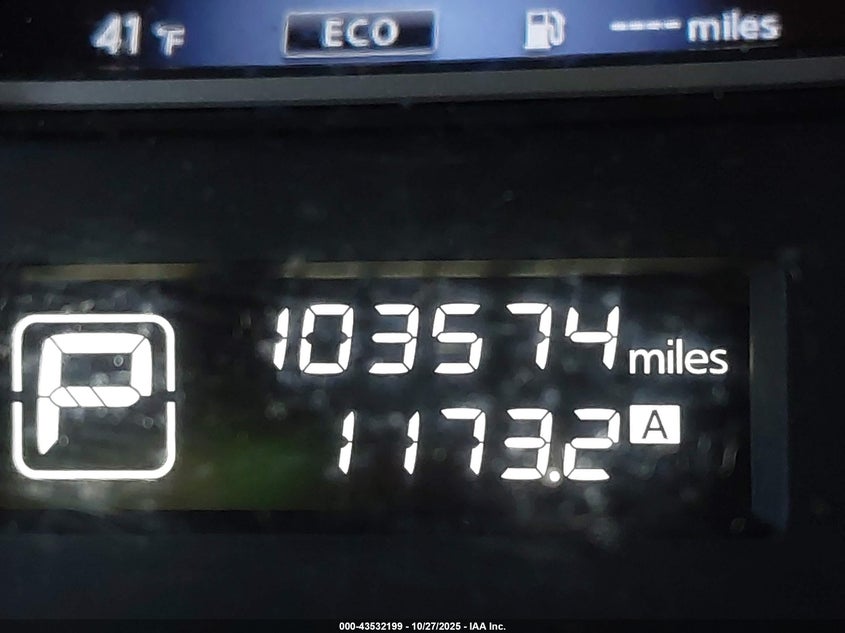 41 °F ECO ---- miles
103574 miles
P
1173.2 A
000-43532199 - 10/27/2025 - IAA Inc.